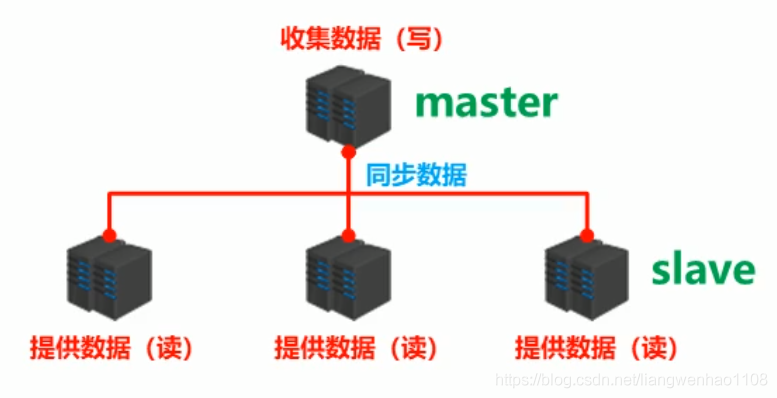 收集数据（写）
master
同步数据
slave
提供数据（读）
提供数据（读）
提供数据（读）
https://blog.csdn.net/liangwenhao1108